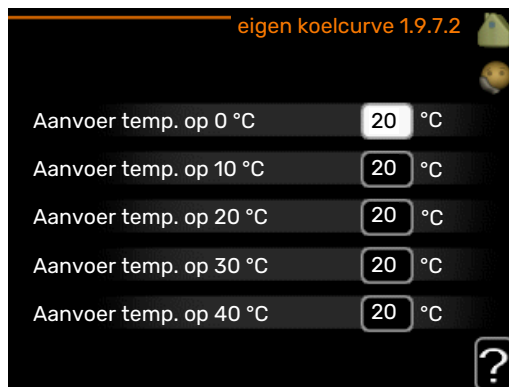 eigen koelcurve 1.9.7.2
Aanvoer temp. op 0 °C 20 °C
Aanvoer temp. op 10 °C 20 °C
Aanvoer temp. op 20 °C 20 °C
Aanvoer temp. op 30 °C 20 °C
Aanvoer temp. op 40 °C 20 °C
?